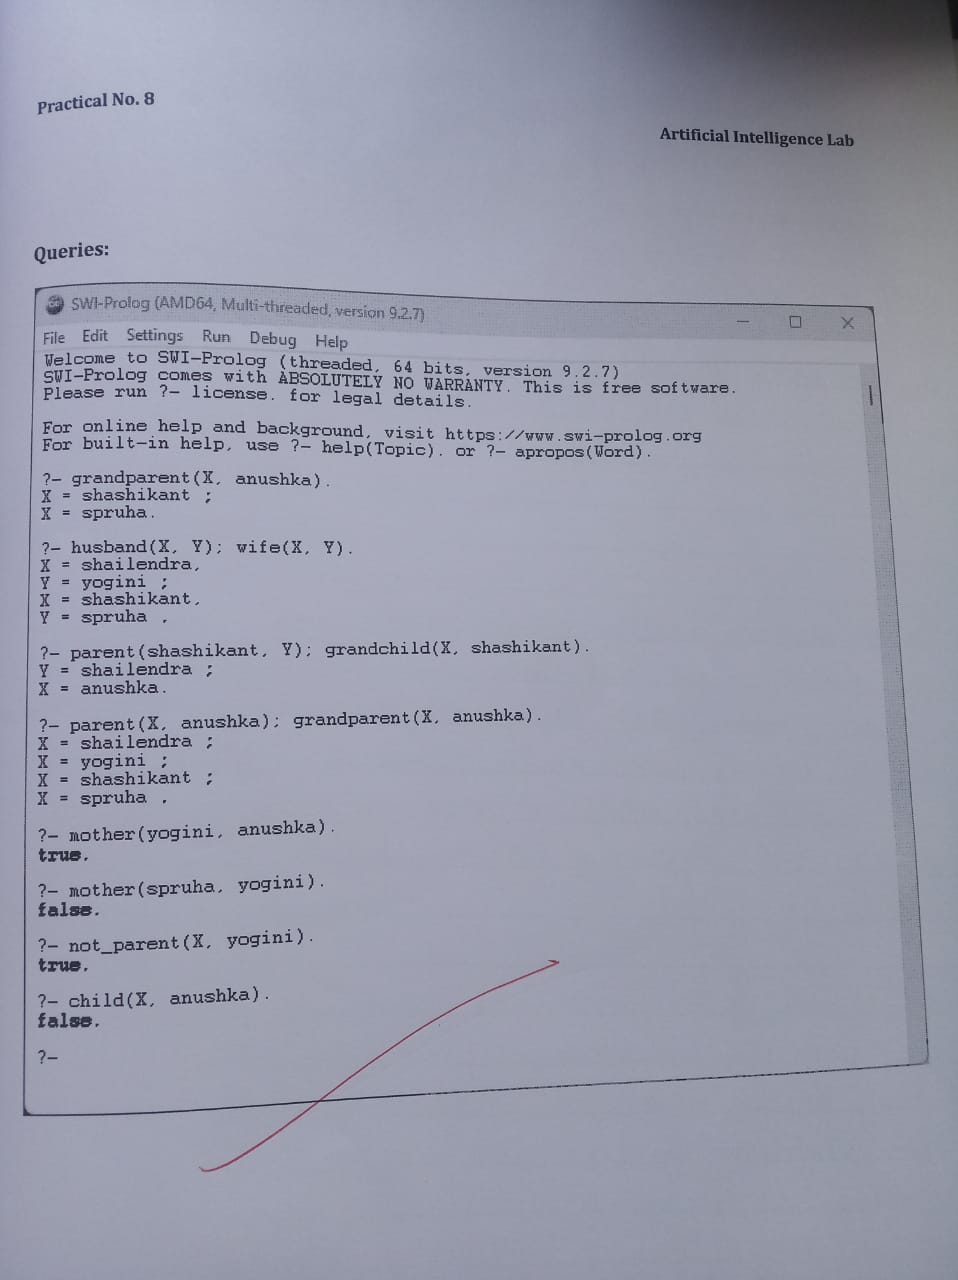 Practical No. 8
Artificial Intelligence Lab
Queries:
SWI-Prolog (AMD64, Multi-threaded, version 9.2.7)
File Edit Settings Run Debug Help
Welcome to SWI-Prolog (threaded, 64 bits, version 9.2.7)
SWI-Prolog comes with ABSOLUTELY NO WARRANTY. This is free software.
Please run ?- license. for legal details.
For online help and background, visit https://www.swi-prolog.org
For built-in help, use ?- help(Topic). or ?- apropos(Word).
?- grandparent(X, anushka).
X = shashikant ;
X = spruha.
?- husband(X, Y); wife(X, Y).
X = shailendra,
Y = yogini ;
X = shashikant,
Y = spruha .
?- parent(shashikant, Y); grandchild(X, shashikant).
Y = shailendra ;
X = anushka.
?- parent(X, anushka); grandparent(X, anushka).
X = shailendra ;
X = yogini ;
X = shashikant ;
X = spruha .
?- mother(yogini, anushka).
true.
?- mother(spruha, yogini).
false.
?- not_parent(X, yogini).
true.
?- child(X, anushka).
false.
?-